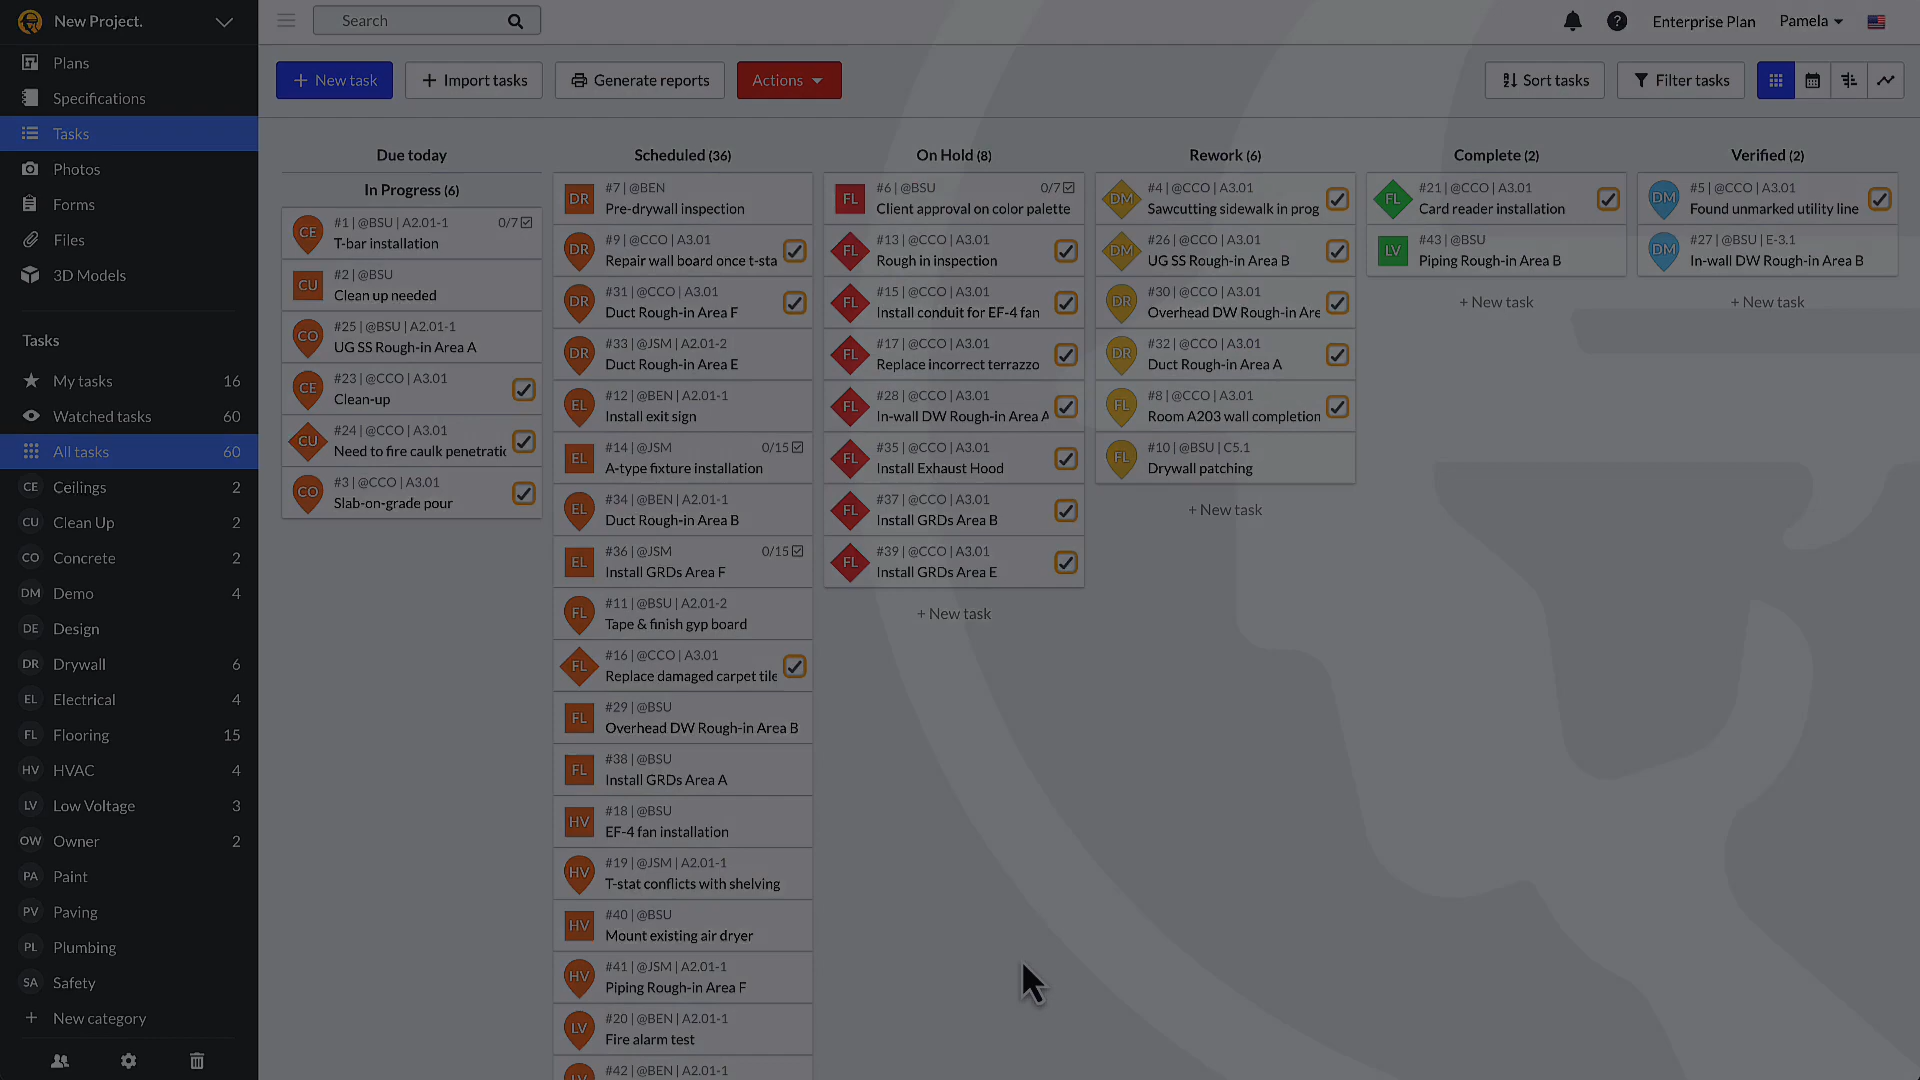 New Project.
Search
Enterprise Plan
Pamela
Plans
Specifications
Tasks
Photos
Forms
Files
3D Models
Tasks
My tasks 16
Watched tasks 60
All tasks 60
CE Ceilings 2
CU Clean Up 2
CO Concrete 2
DM Demo 4
DE Design
DR Drywall 6
EL Electrical 4
FL Flooring 15
HV HVAC 4
LV Low Voltage 3
OW Owner 2
PA Paint
PV Paving
PL Plumbing
SA Safety
+ New category
+ New task
+ Import tasks
Generate reports
Actions
Sort tasks
Filter tasks
Due today
In Progress (6)
CE
#1 | @BSU | A2.01-1 0/7
T-bar installation
CU
#2 | @BSU
Clean up needed
CO
#25 | @BSU | A2.01-1
UG SS Rough-in Area A
CE
#23 | @CCO | A3.01
Clean-up
CU
#24 | @CCO | A3.01
Need to fire caulk penetratic
CO
#3 | @CCO | A3.01
Slab-on-grade pour
Scheduled (36)
DR
#7 | @BEN
Pre-drywall inspection
DR
#9 | @CCO | A3.01
Repair wall board once t-sta
DR
#31 | @CCO | A3.01
Duct Rough-in Area F
DR
#33 | @JSM | A2.01-2
Duct Rough-in Area E
EL
#12 | @BEN | A2.01-1
Install exit sign
EL
#14 | @JSM 0/15
A-type fixture installation
EL
#34 | @BEN | A2.01-1
Duct Rough-in Area B
EL
#36 | @JSM 0/15
Install GRDs Area F
FL
#11 | @BSU | A2.01-2
Tape & finish gyp board
FL
#16 | @CCO | A3.01
Replace damaged carpet tile
FL
#29 | @BSU
Overhead DW Rough-in Area B
FL
#38 | @BSU
Install GRDs Area A
HV
#18 | @BSU
EF-4 fan installation
HV
#19 | @JSM | A2.01-1
T-stat conflicts with shelving
HV
#40 | @BSU
Mount existing air dryer
HV
#41 | @JSM | A2.01-1
Piping Rough-in Area F
LV
#20 | @BEN | A2.01-1
Fire alarm test
LV
#42 | @BEN | A2.01-1
On Hold (8)
FL
#6 | @BSU 0/7
Client approval on color palette
FL
#13 | @CCO | A3.01
Rough in inspection
FL
#15 | @CCO | A3.01
Install conduit for EF-4 fan
FL
#17 | @CCO | A3.01
Replace incorrect terrazzo
FL
#28 | @CCO | A3.01
In-wall DW Rough-in Area A
FL
#35 | @CCO | A3.01
Install Exhaust Hood
FL
#37 | @CCO | A3.01
Install GRDs Area B
FL
#39 | @CCO | A3.01
Install GRDs Area E
+ New task
Rework (6)
DM
#4 | @CCO | A3.01
Sawcutting sidewalk in prog
DM
#26 | @CCO | A3.01
UG SS Rough-in Area B
DR
#30 | @CCO | A3.01
Overhead DW Rough-in Are
DR
#32 | @CCO | A3.01
Duct Rough-in Area A
FL
#8 | @CCO | A3.01
Room A203 wall completion
FL
#10 | @BSU | C5.1
Drywall patching
+ New task
Complete (2)
FL
#21 | @CCO | A3.01
Card reader installation
LV
#43 | @BSU
Piping Rough-in Area B
+ New task
Verified (2)
DM
#5 | @CCO | A3.01
Found unmarked utility line
DM
#27 | @BSU | E-3.1
In-wall DW Rough-in Area B
+ New task